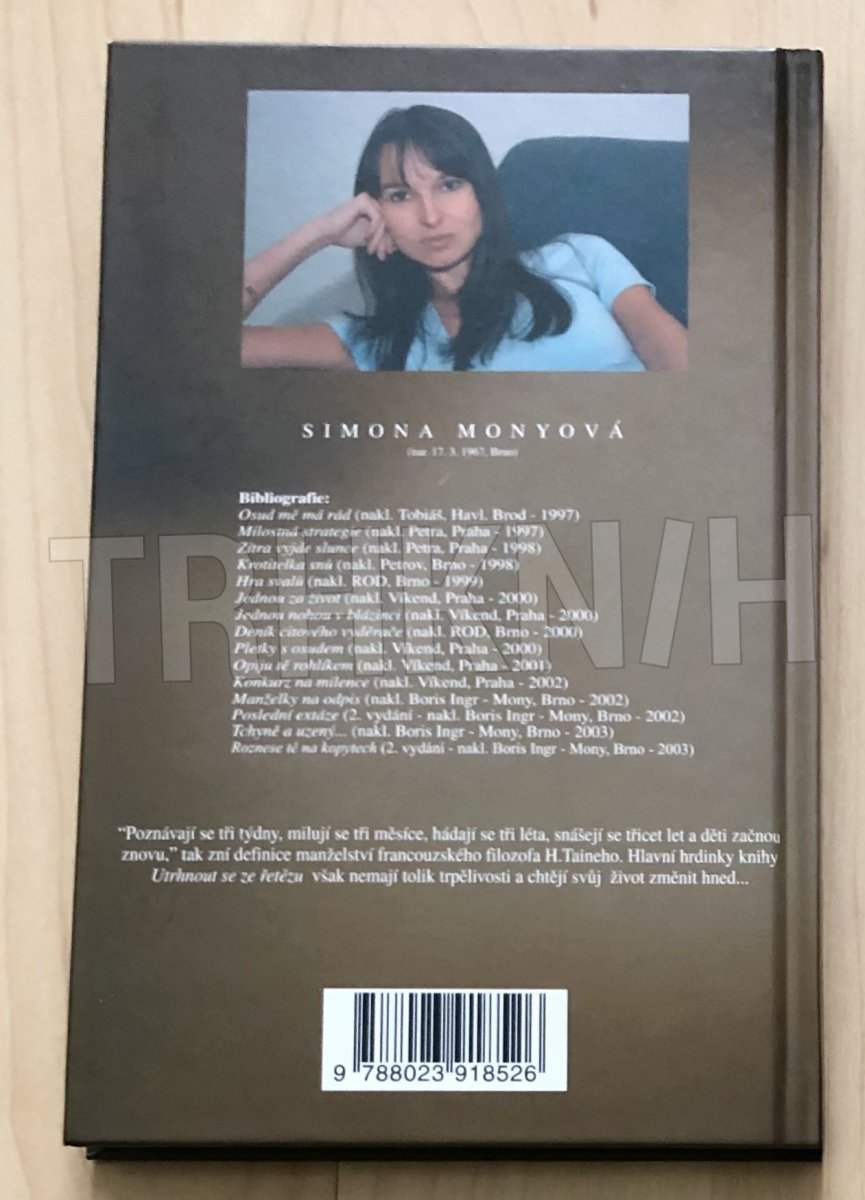 SIMONA MONYOVÁ
(nar. 17. 3. 1967, Brno)
Bibliografie:
Osud mě má rád (nakl. Tobiáš, Havl. Brod - 1997)
Milostná strategie (nakl. Petra, Praha - 1997)
Zítra vyjde slunce (nakl. Petra, Praha - 1998)
Krotitelka snů (nakl. Petrov, Brno - 1998)
Hra svalů (nakl. ROD, Brno - 1999)
Jednou za život (nakl. Víkend, Praha - 2000)
Jednou nohou v blázinci (nakl. Víkend, Praha - 2000)
Deník citového vyděrače (nakl. ROD, Brno - 2000)
Pletky s osudem (nakl. Víkend, Praha - 2000)
Opiju tě rohlíkem (nakl. Víkend, Praha - 2001)
Konkurz na milence (nakl. Víkend, Praha - 2002)
Manželky na odpis (nakl. Boris Ingr - Mony, Brno - 2002)
Poslední extáze (2. vydání - nakl. Boris Ingr - Mony, Brno - 2002)
Tchyně a uzený... (nakl. Boris Ingr - Mony, Brno - 2003)
Roznese tě na kopytech (2. vydání - nakl. Boris Ingr - Mony, Brno - 2003)
“Poznávají se tři týdny, milují se tři měsíce, hádají se tři léta, snášejí se třicet let a děti začnou
znovu,” tak zní definice manželství francouzského filozofa H.Taineho. Hlavní hrdinky knihy
Utrhnout se ze řetězu však nemají tolik trpělivosti a chtějí svůj život změnit hned...
9 788023 918526